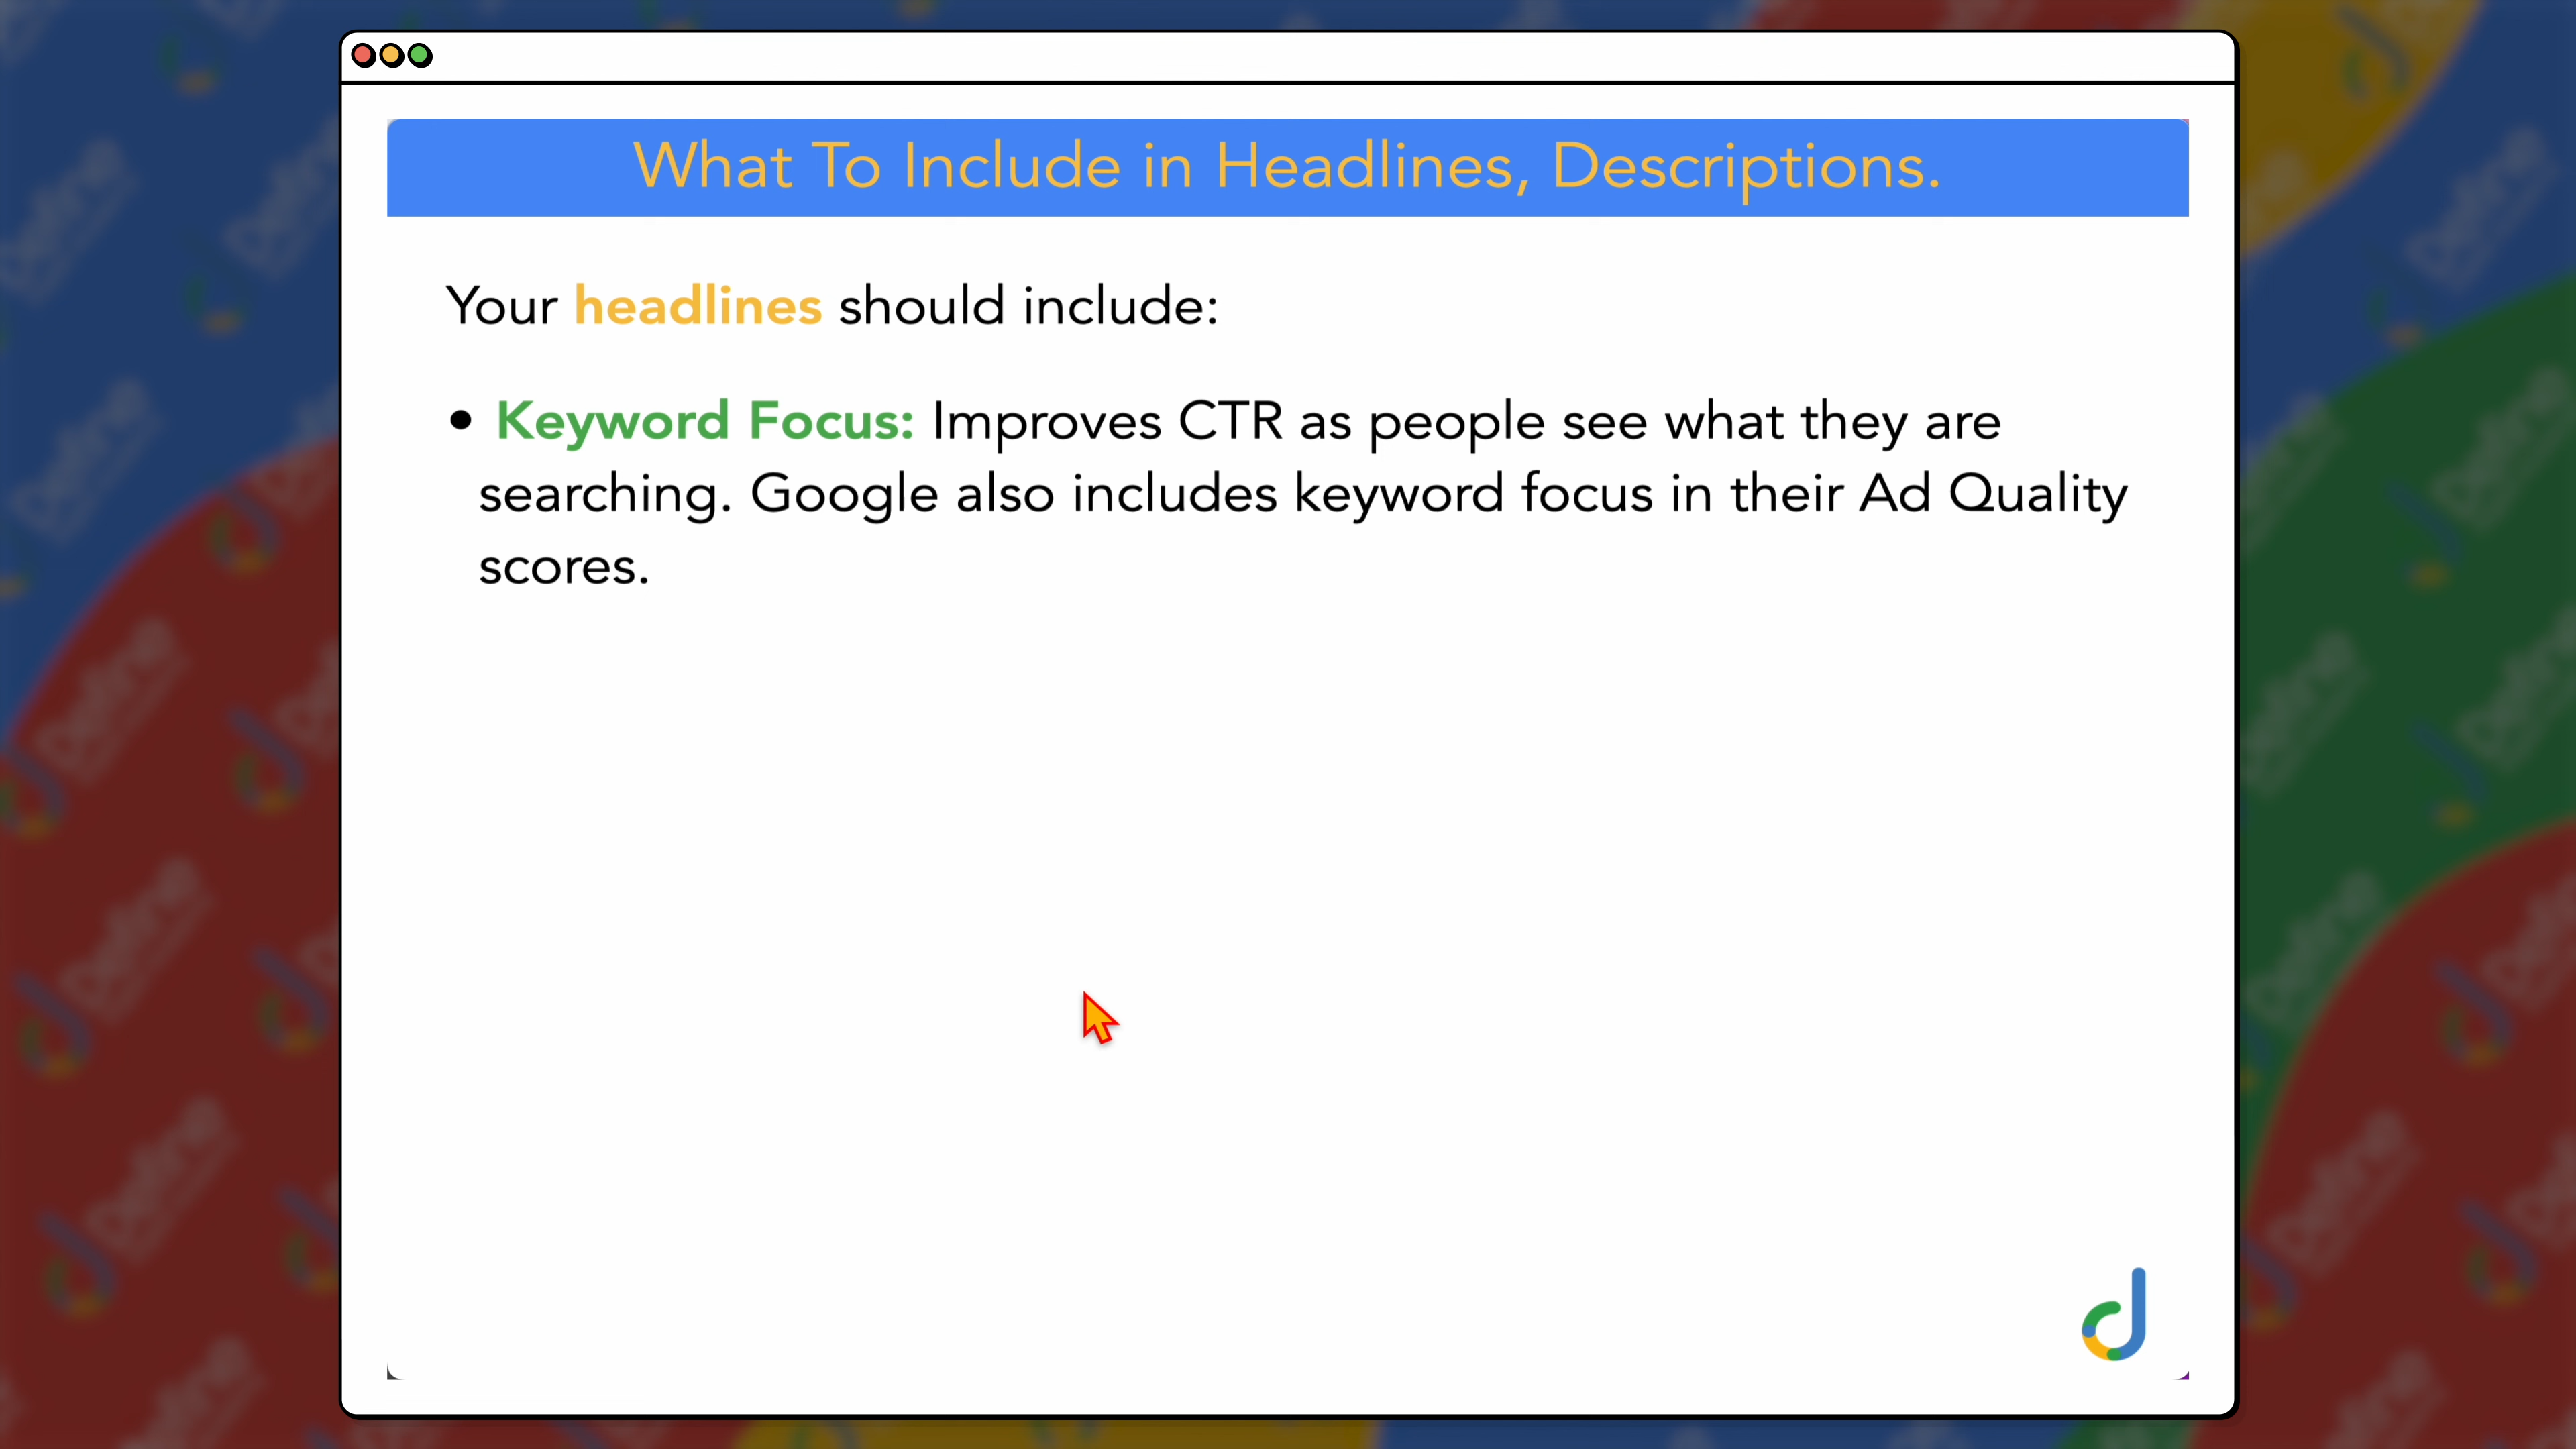 What To Include in Headlines, Descriptions.
Your headlines should include:
• Keyword Focus: Improves CTR as people see what they are
searching. Google also includes keyword focus in their Ad Quality
scores.